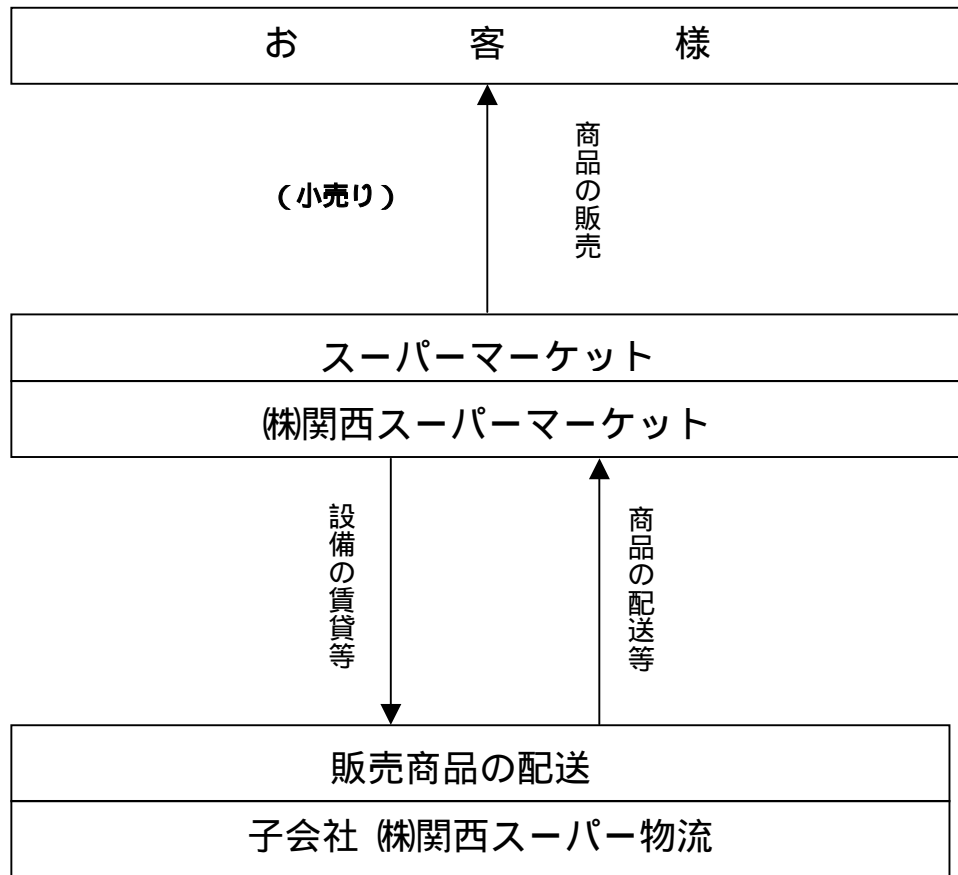 お客様
商品の販売
（小売り）
スーパーマーケット
㈱関西スーパーマーケット
設備の賃貸等
商品の配送等
販売商品の配送
子会社 ㈱関西スーパー物流